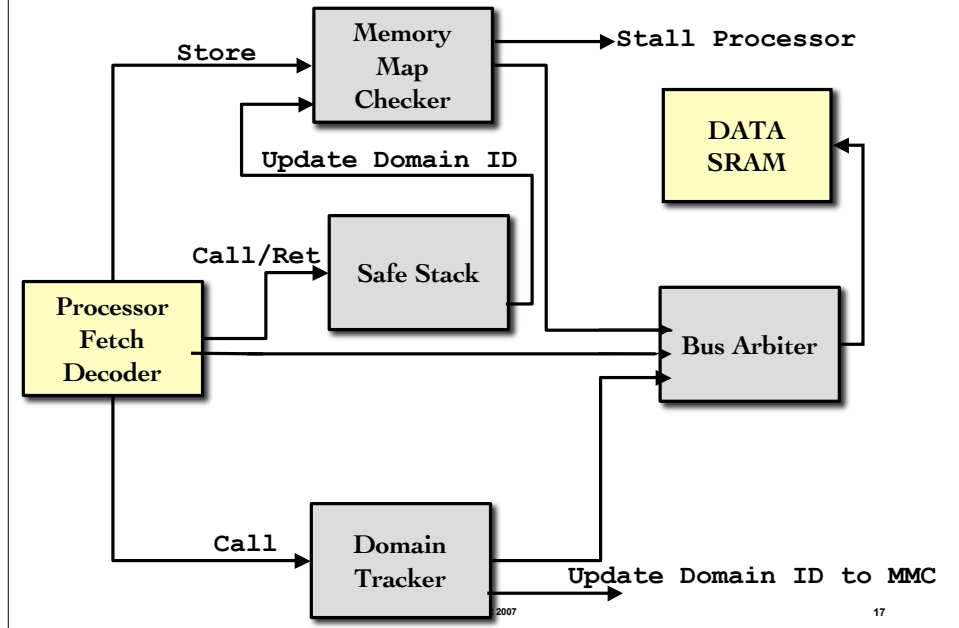 Memory
Map
Checker
Store
Stall Processor
DATA
SRAM
Update Domain ID
Call/Ret
Safe Stack
Processor
Fetch
Decoder
Bus Arbiter
Call
Domain
Tracker
Update Domain ID to MMC
2007
17